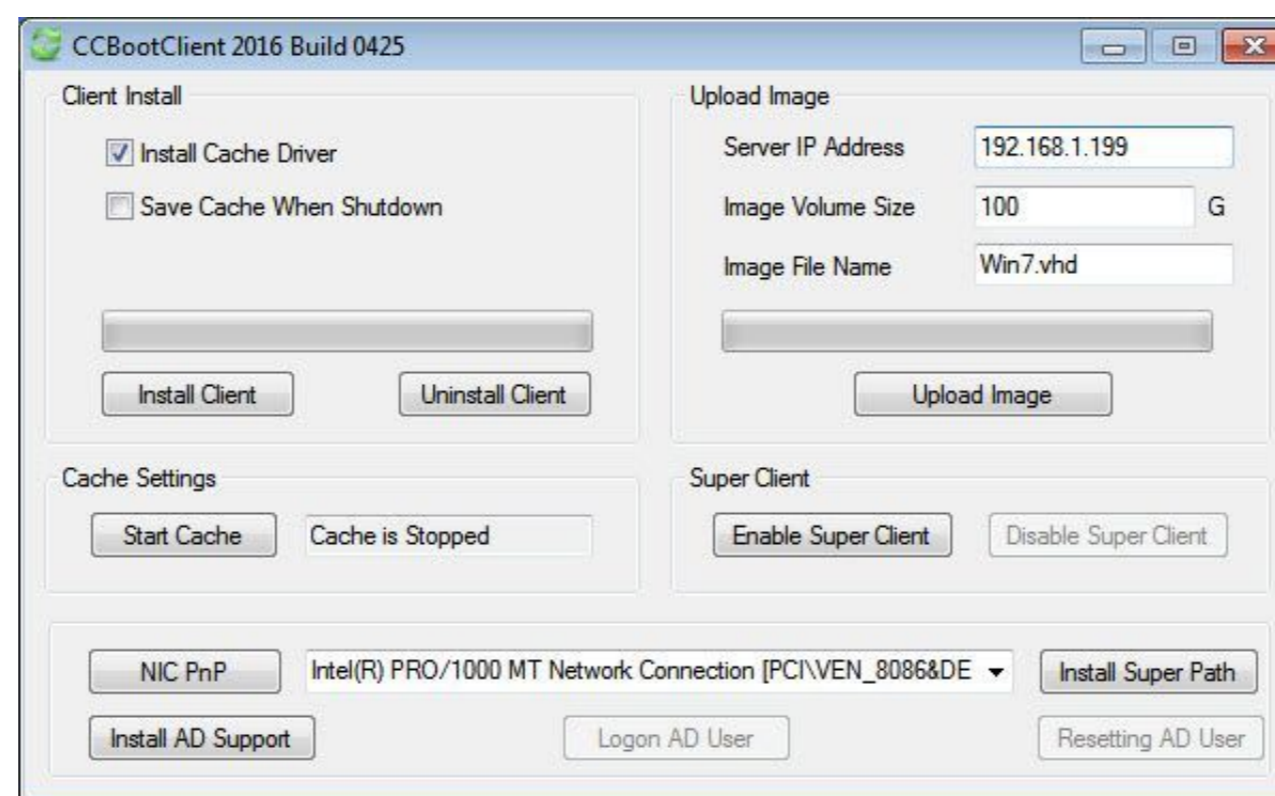 CCBootClient 2016 Build 0425
Client Install
Install Cache Driver
Save Cache When Shutdown
Install Client Uninstall Client
Upload Image
Server IP Address 192.168.1.199
Image Volume Size 100 G
Image File Name Win7.vhd
Upload Image
Cache Settings
Start Cache Cache is Stopped
Super Client
Enable Super Client Disable Super Client
NIC PnP Intel(R) PRO/1000 MT Network Connection [PCI\VEN_8086&DE Install Super Path
Install AD Support Logon AD User Resetting AD User